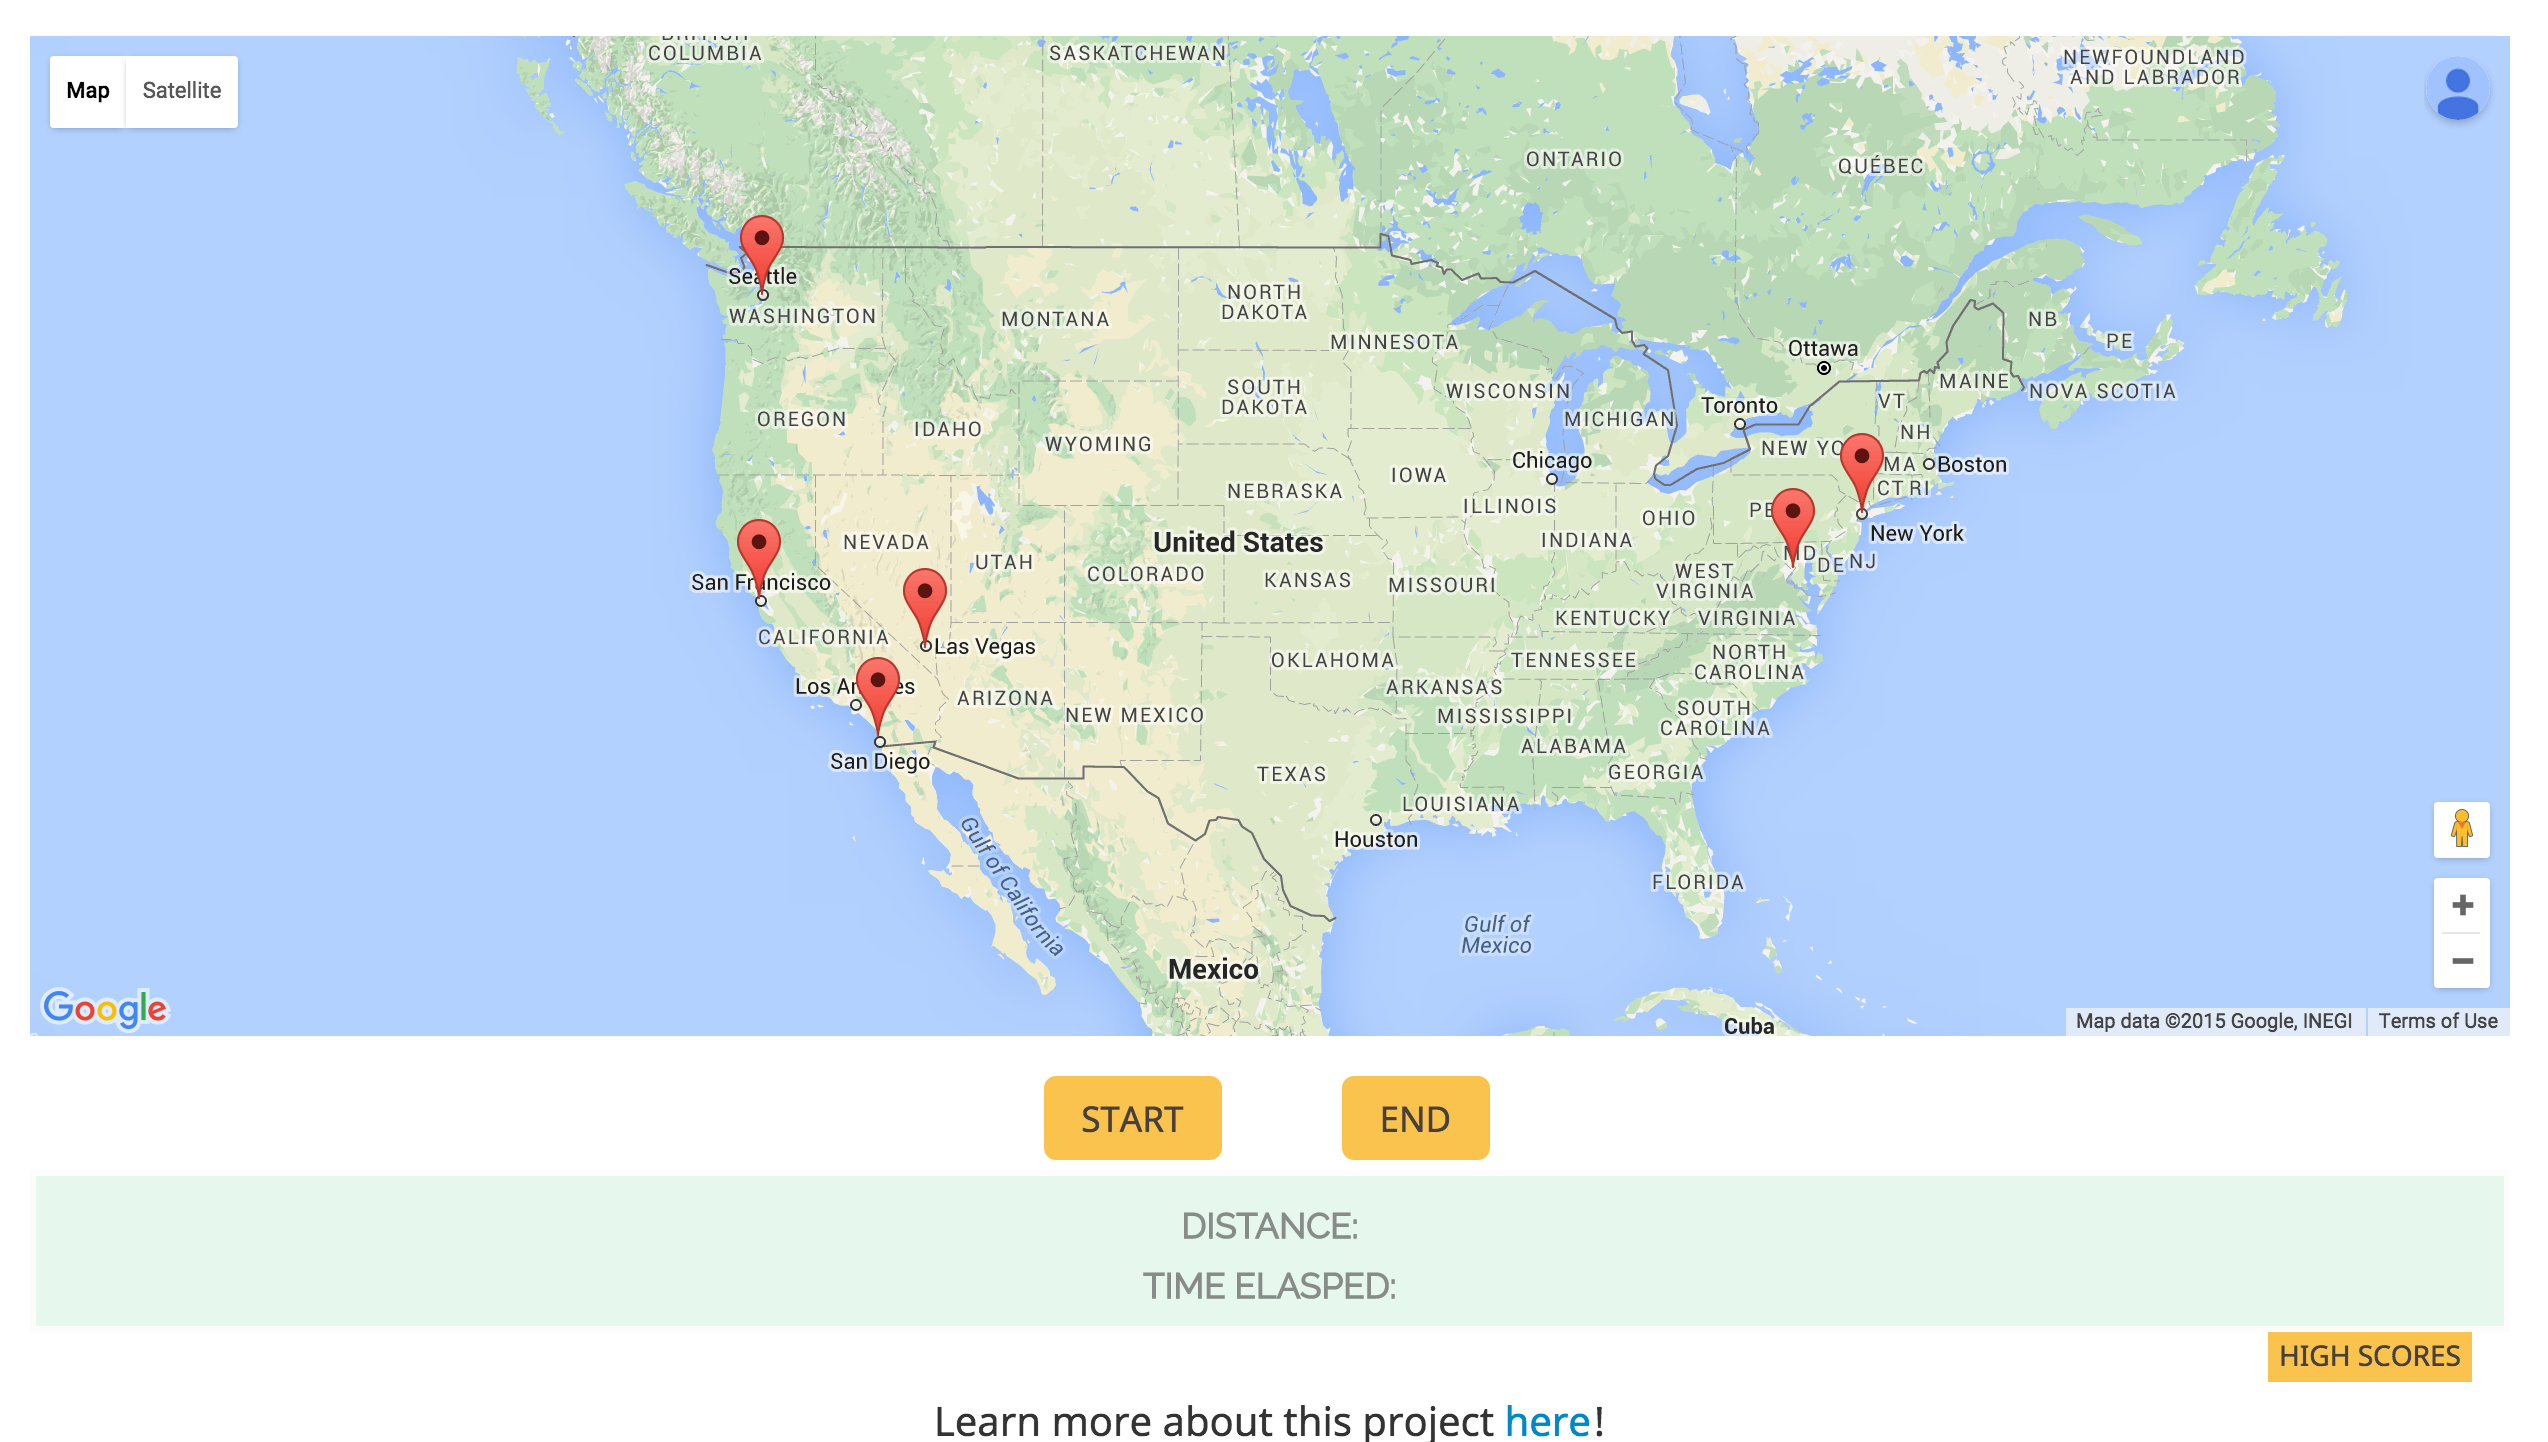 BRITISH
COLUMBIA
SASKATCHEWAN
NEWFOUNDLAND
AND LABRADOR
Map
Satellite
ONTARIO
QUÉBEC
Seattle
WASHINGTON
MONTANA
NORTH
DAKOTA
MINNESOTA
NB
PE
Ottawa
OREGON
IDAHO
WYOMING
SOUTH
DAKOTA
WISCONSIN
MICHIGAN
Toronto
VT
MAINE
NOVA SCOTIA
NH
NEW YO
MA
Boston
CT RI
Chicago
IOWA
NEBRASKA
ILLINOIS
OHIO
PE
New York
San Francisco
NEVADA
UTAH
United States
COLORADO
KANSAS
MISSOURI
INDIANA
WEST
VIRGINIA
MD
DE
NJ
CALIFORNIA
Las Vegas
KENTUCKY
VIRGINIA
OKLAHOMA
TENNESSEE
NORTH
CAROLINA
Los Angeles
ARIZONA
NEW MEXICO
ARKANSAS
MISSISSIPPI
SOUTH
CAROLINA
San Diego
TEXAS
ALABAMA
GEORGIA
LOUISIANA
Houston
Gulf of California
FLORIDA
Gulf of
Mexico
Mexico
Cuba
Google
Map data ©2015 Google, INEGI
Terms of Use
START
END
DISTANCE:
TIME ELASPED:
HIGH SCORES
Learn more about this project here!